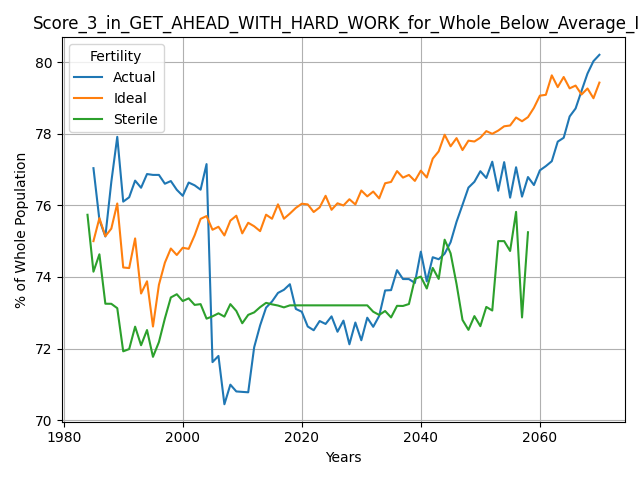 Score_3_in_GET_AHEAD_WITH_HARD_WORK_for_Whole_Below_Average_I
Fertility
Actual
Ideal
Sterile
% of Whole Population
80
78
76
74
72
70
1980
2000
2020
2040
2060
Years